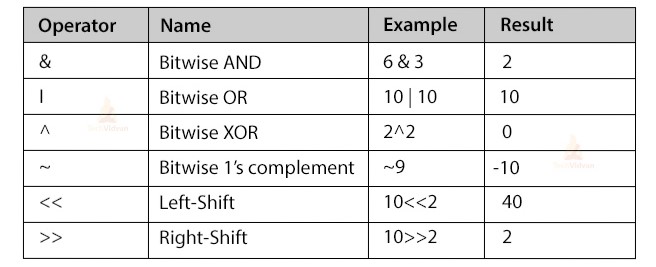 Operator Name Example Result
& Bitwise AND 6 & 3 2
| Bitwise OR 10 | 10 10
^ Bitwise XOR 2^2 0
~ Bitwise 1's complement ~9 -10
<< Left-Shift 10<<2 40
>> Right-Shift 10>>2 2